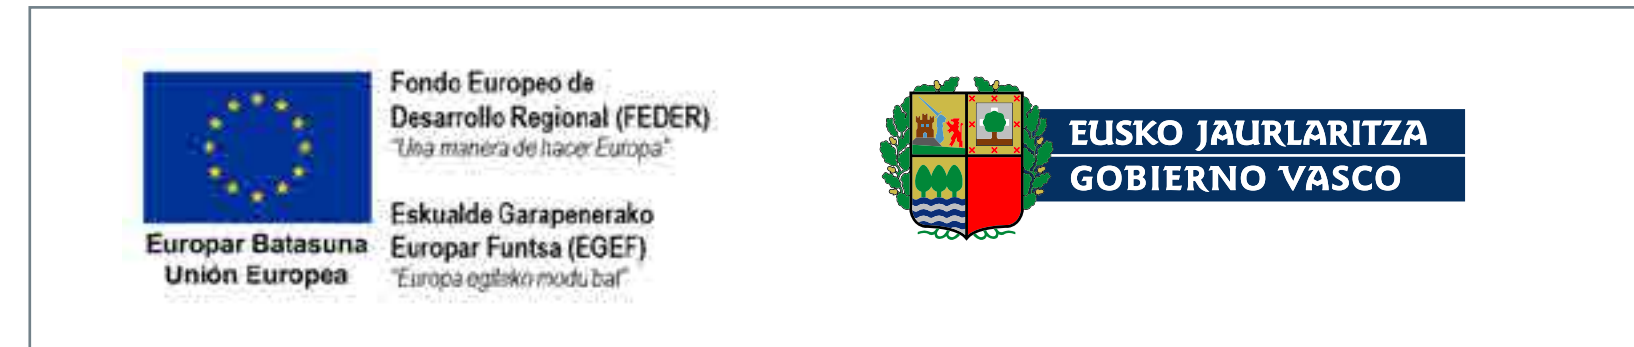 Fondo Europeo de
Desarrollo Regional (FEDER)
"Una manera de hacer Europa"
Eskualde Garapenerako
Europar Funtsa (EGEF)
"Europa egiteko modu bat"
Europar Batasuna
Unión Europea
EUSKO JAURLARITZA
GOBIERNO VASCO